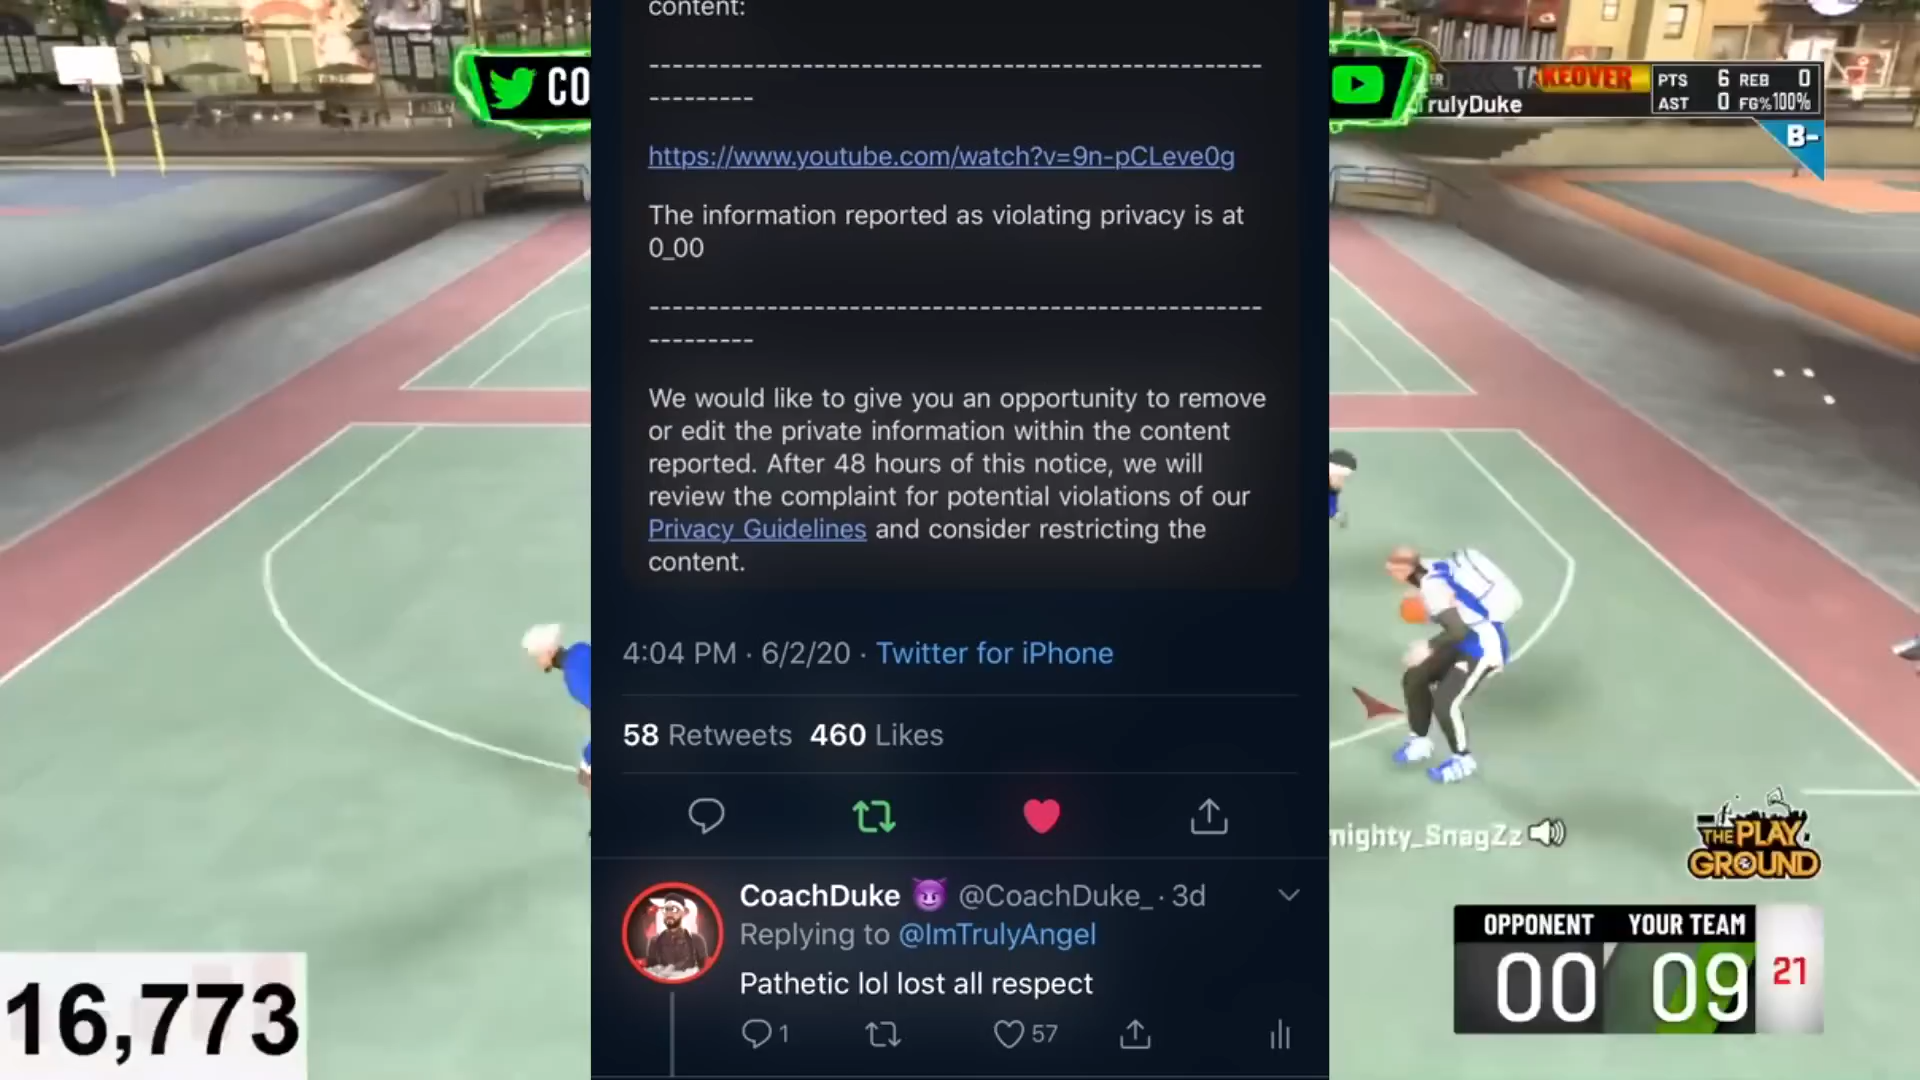 content:
--------------------------------------------------------
---------
https://www.youtube.com/watch?v=9n-pCLeve0g
The information reported as violating privacy is at
0_00
--------------------------------------------------------
---------
We would like to give you an opportunity to remove
or edit the private information within the content
reported. After 48 hours of this notice, we will
review the complaint for potential violations of our
Privacy Guidelines and consider restricting the
content.
4:04 PM · 6/2/20 · Twitter for iPhone
58 Retweets 460 Likes
CoachDuke 😈 @CoachDuke_ · 3d
Replying to @ImTrulyAngel
Pathetic lol lost all respect
1
57
CO
TAKEOVER
rulyDuke
PTS 6 REB 0
AST 0 FG% 100%
B-
mighty_SnagZz
THE PLAY
GROUND
OPPONENT YOUR TEAM
00 09 21
16,773